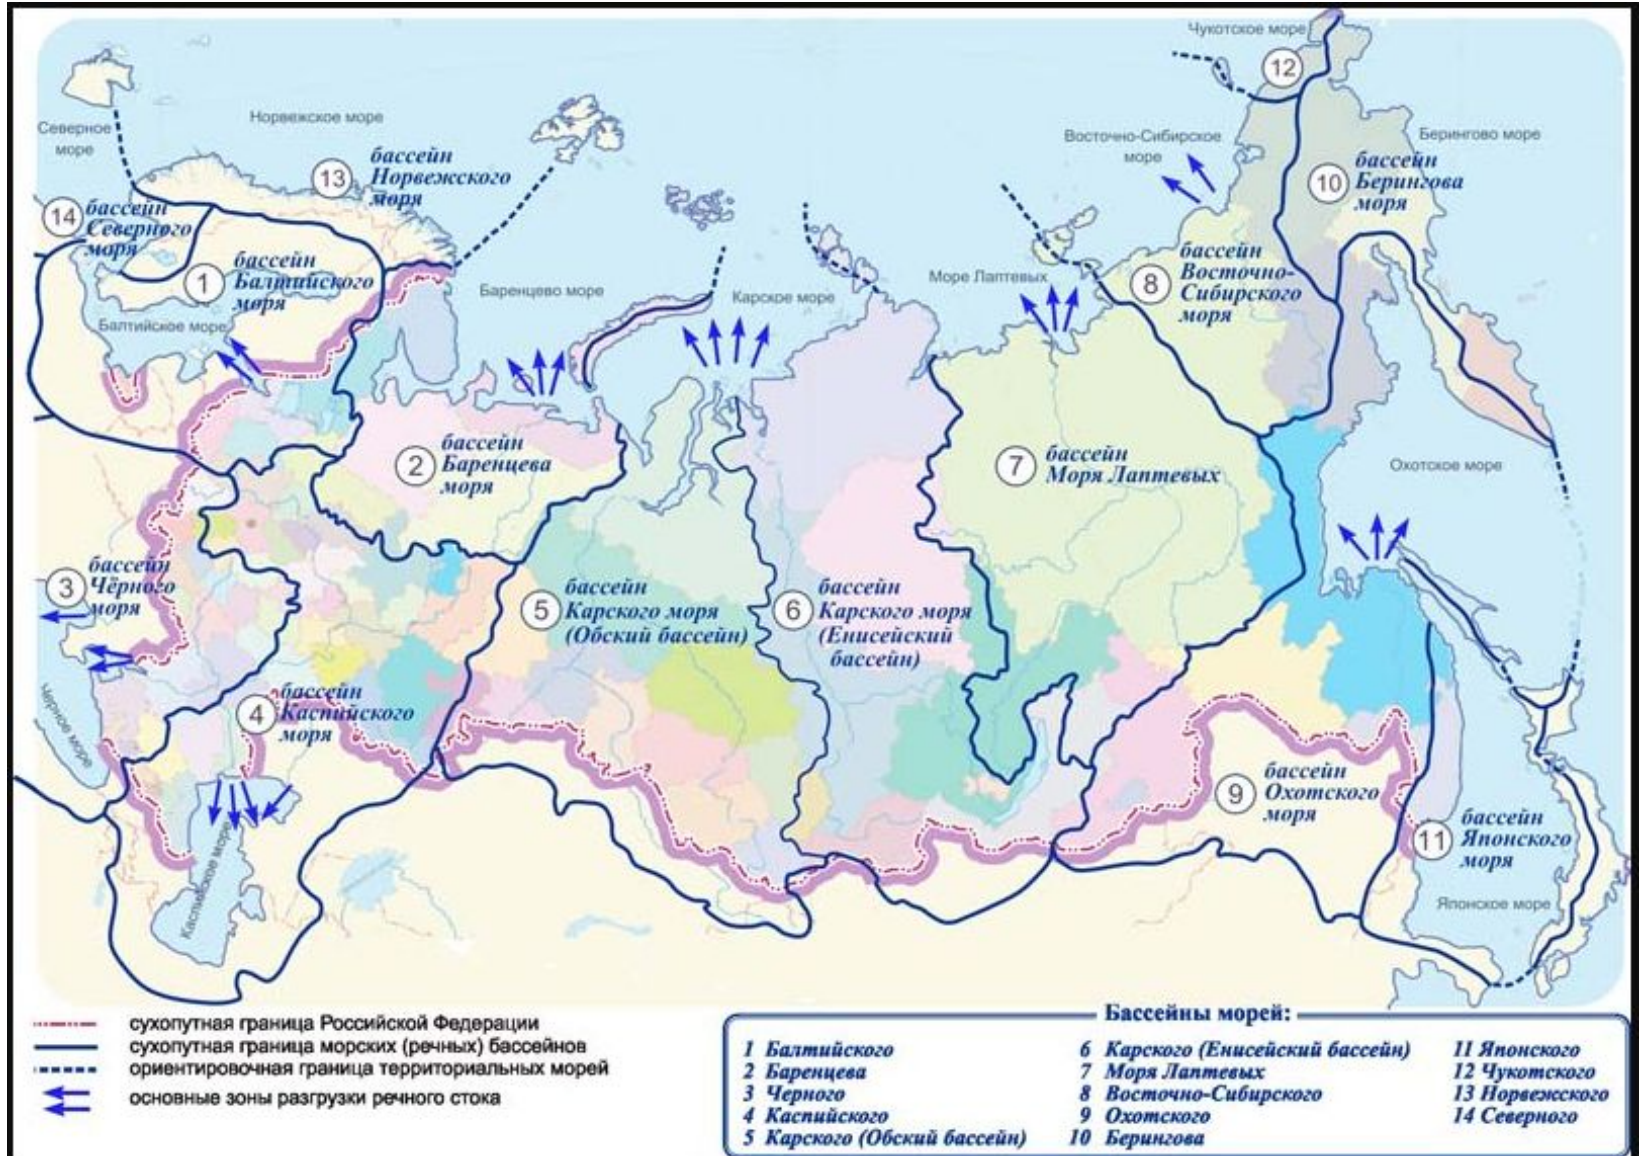 Чукотское море
12
Норвежское море
Северное
море
Восточно-Сибирское
море
Берингово море
13
бассейн
Норвежского
моря
10
бассейн
Берингова
моря
14
бассейн
Северного
моря
1
бассейн
Балтийского
моря
Балтийское море
Баренцево море
Карское море
Море Лаптевых
8
бассейн
Восточно-
Сибирского
моря
2
бассейн
Баренцева
моря
7
бассейн
Моря Лаптевых
Охотское море
3
бассейн
Чёрного
моря
5
бассейн
Карского моря
(Обский бассейн)
6
бассейн
Карского моря
(Енисейский
бассейн)
4
бассейн
Каспийского
моря
Черное море
9
бассейн
Охотского
моря
11
бассейн
Японского
моря
Каспийское море
Японское море
сухопутная граница Российской Федерации
сухопутная граница морских (речных) бассейнов
ориентировочная граница территориальных морей
основные зоны разгрузки речного стока
Бассейны морей:
1 Балтийского
2 Баренцева
3 Черного
4 Каспийского
5 Карского (Обский бассейн)
6 Карского (Енисейский бассейн)
7 Моря Лаптевых
8 Восточно-Сибирского
9 Охотского
10 Берингова
11 Японского
12 Чукотского
13 Норвежского
14 Северного